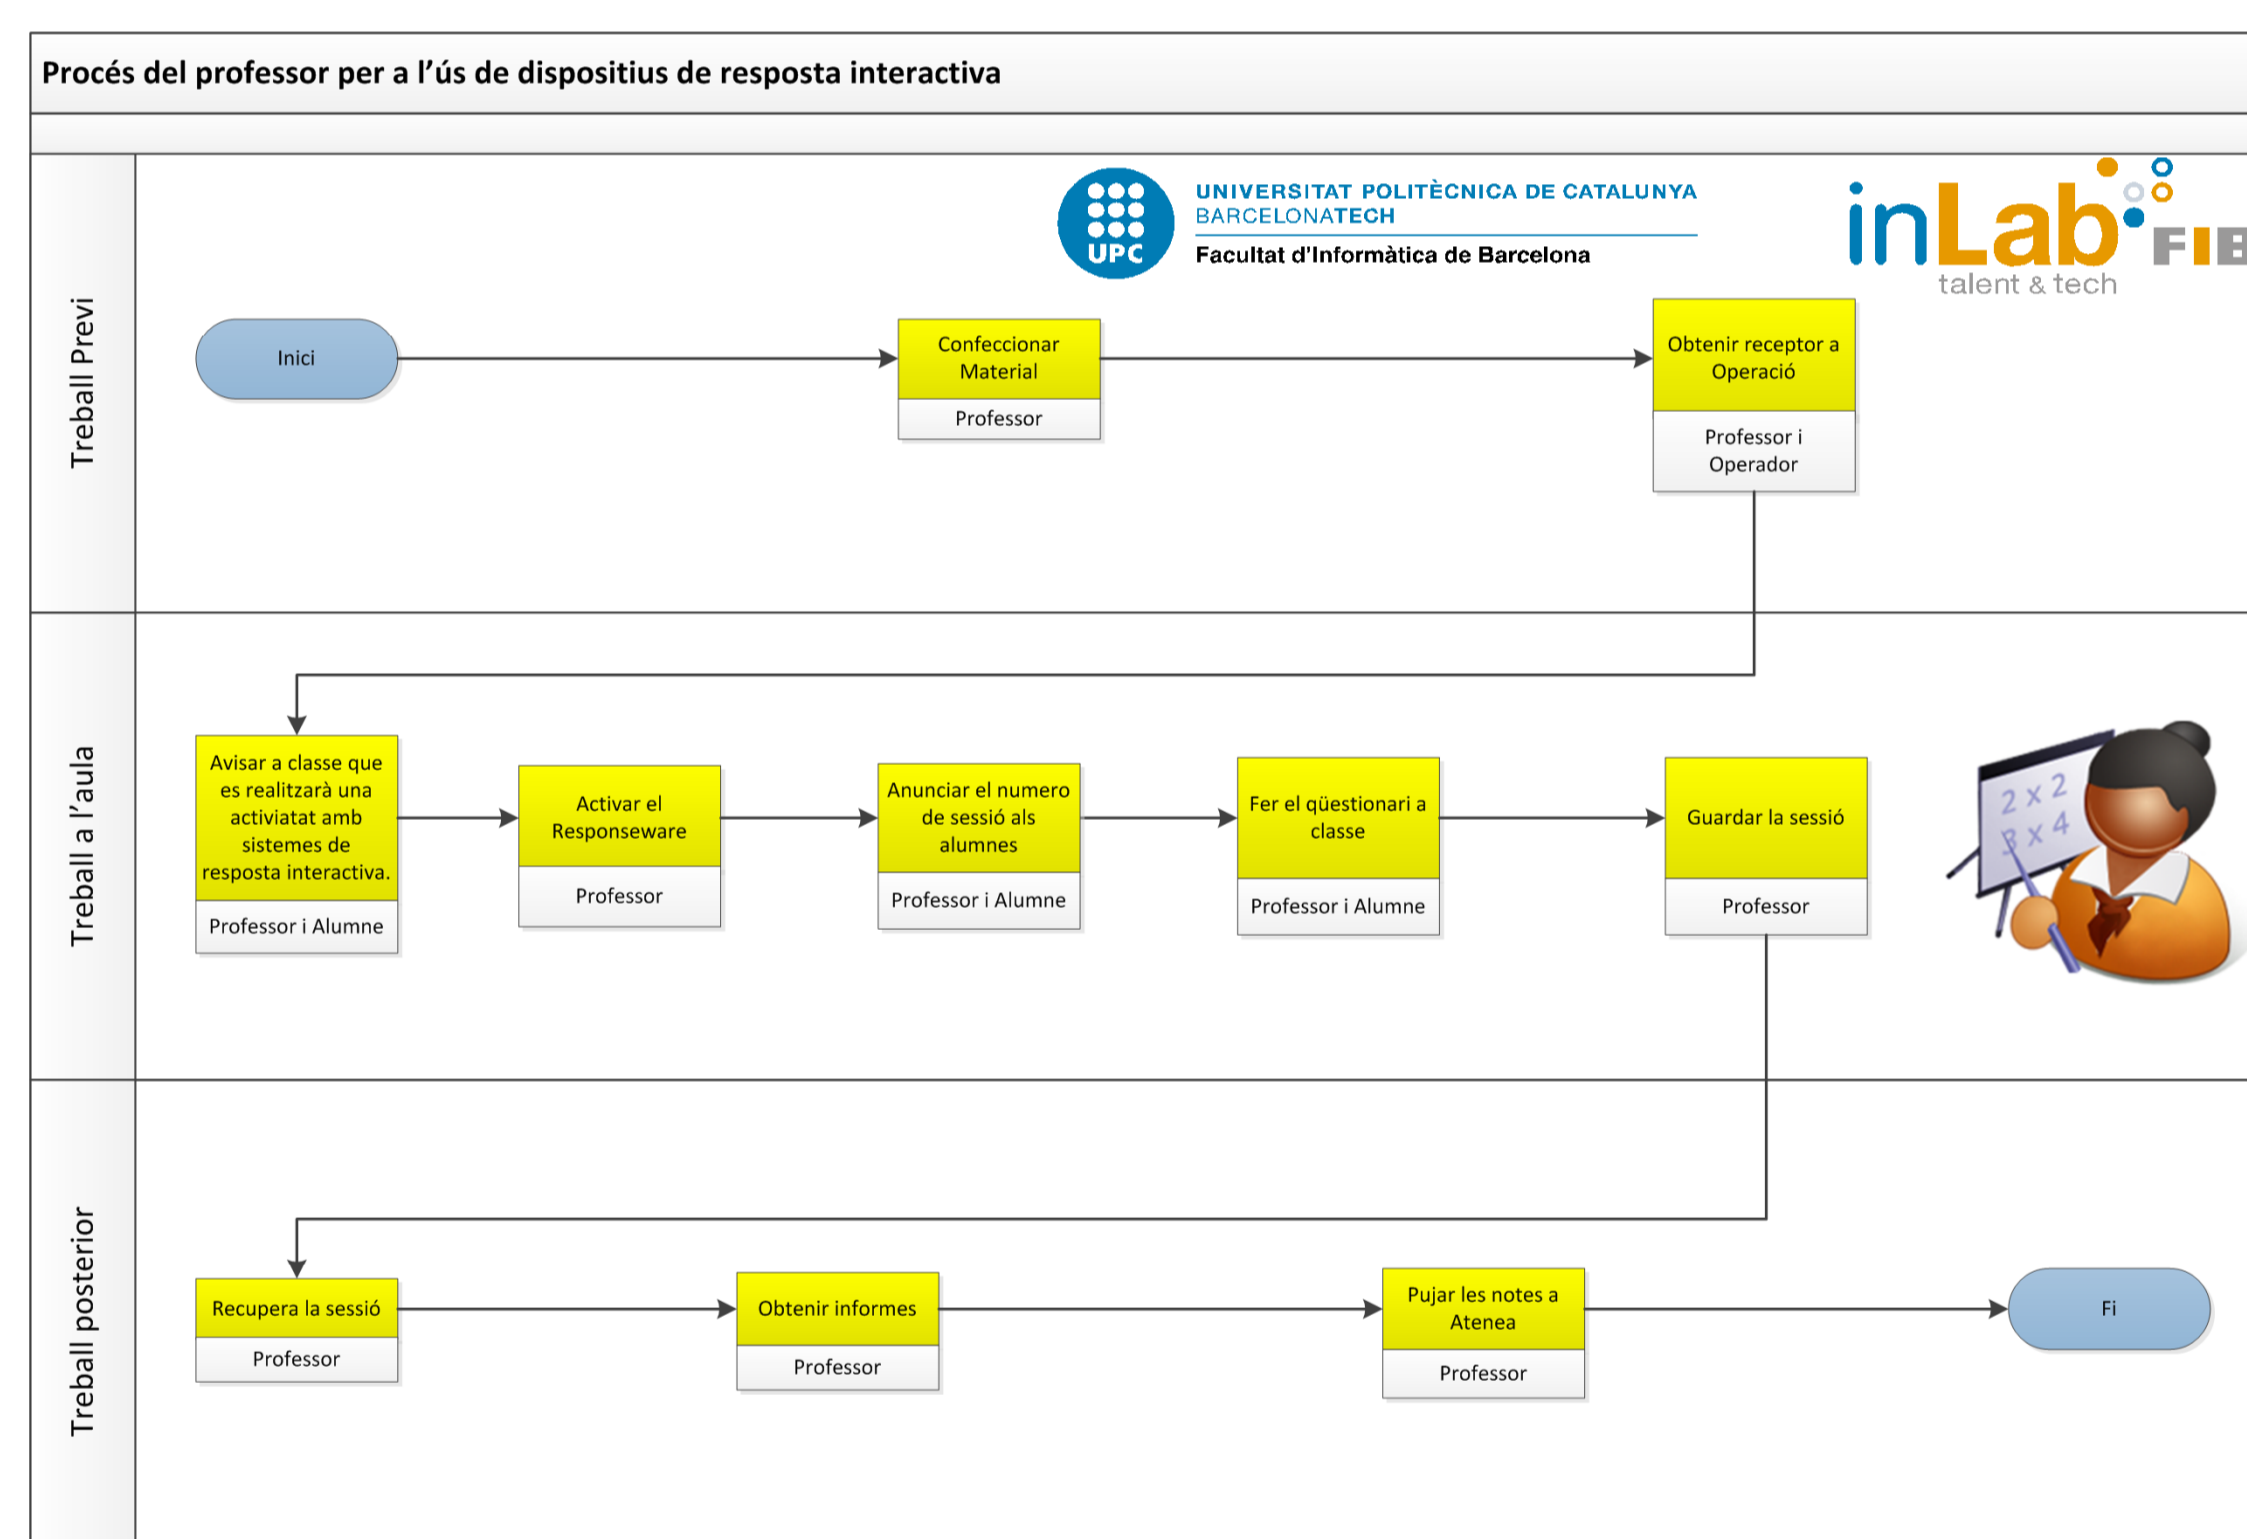 Procés del professor per a l’ús de dispositius de resposta interactiva
UPC
UNIVERSITAT POLITÈCNICA DE CATALUNYA
BARCELONATECH
Facultat d'Informàtica de Barcelona
inLab FIB
talent & tech
Treball Previ
Inici
Confeccionar
Material
Professor
Obtenir receptor a
Operació
Professor i
Operador
Treball a l’aula
Avisar a classe que
es realitzarà una
activiatat amb
sistemes de
resposta interactiva.
Professor i Alumne
Activar el
Responseware
Professor
Anunciar el numero
de sessió als
alumnes
Professor i Alumne
Fer el qüestionari a
classe
Professor i Alumne
Guardar la sessió
Professor
2 x 2
3 x 4
Treball posterior
Recupera la sessió
Professor
Obtenir informes
Professor
Pujar les notes a
Atenea
Professor
Fi